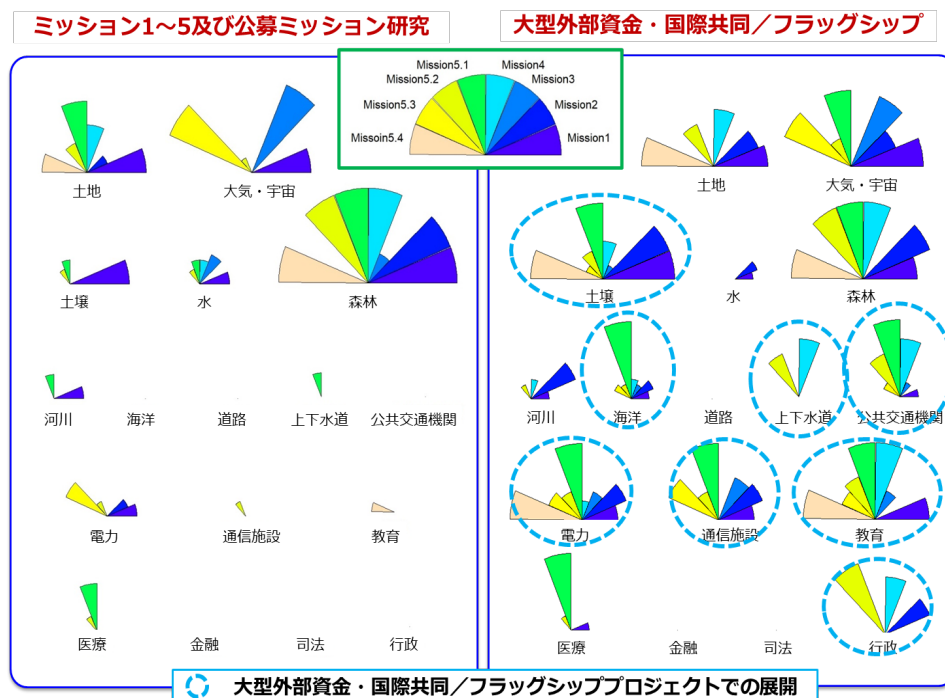 ミッション1～5及び公募ミッション研究
大型外部資金・国際共同／フラッグシップ
Mission5.1
Mission4
Mission5.2
Mission3
Mission5.3
Mission2
Missoin5.4
Mission1
土地
大気・宇宙
土壌
水
森林
河川
海洋
道路
上下水道
公共交通機関
電力
通信施設
教育
医療
金融
司法
行政
土地
大気・宇宙
土壌
水
森林
河川
海洋
道路
上下水道
公共交通機関
電力
通信施設
教育
医療
金融
司法
行政
大型外部資金・国際共同／フラッグシッププロジェクトでの展開